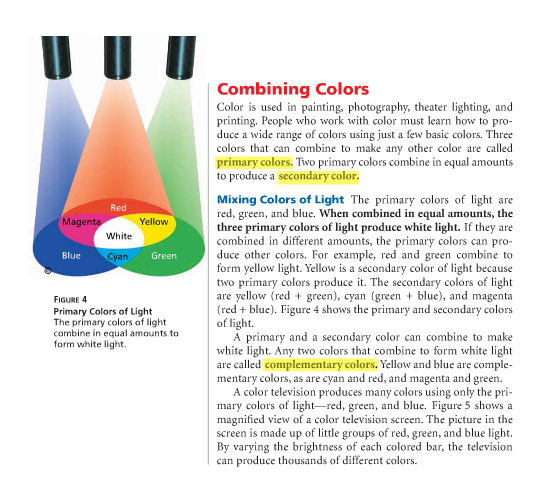 Red
Magenta
Yellow
White
Blue
Cyan
Green
©
FIGURE 4
Primary Colors of Light
The primary colors of light
combine in equal amounts to
form white light.
Combining Colors
Color is used in painting, photography, theater lighting, and
printing. People who work with color must learn how to pro-
duce a wide range of colors using just a few basic colors. Three
colors that can combine to make any other color are called
primary colors. Two primary colors combine in equal amounts
to produce a secondary color.
Mixing Colors of Light The primary colors of light are
red, green, and blue. When combined in equal amounts, the
three primary colors of light produce white light. If they are
combined in different amounts, the primary colors can pro-
duce other colors. For example, red and green combine to
form yellow light. Yellow is a secondary color of light because
two primary colors produce it. The secondary colors of light
are yellow (red + green), cyan (green + blue), and magenta
(red + blue). Figure 4 shows the primary and secondary colors
of light.
A primary and a secondary color can combine to make
white light. Any two colors that combine to form white light
are called complementary colors. Yellow and blue are comple-
mentary colors, as are cyan and red, and magenta and green.
A color television produces many colors using only the pri-
mary colors of light—red, green, and blue. Figure 5 shows a
magnified view of a color television screen. The picture in the
screen is made up of little groups of red, green, and blue light.
By varying the brightness of each colored bar, the television
can produce thousands of different colors.